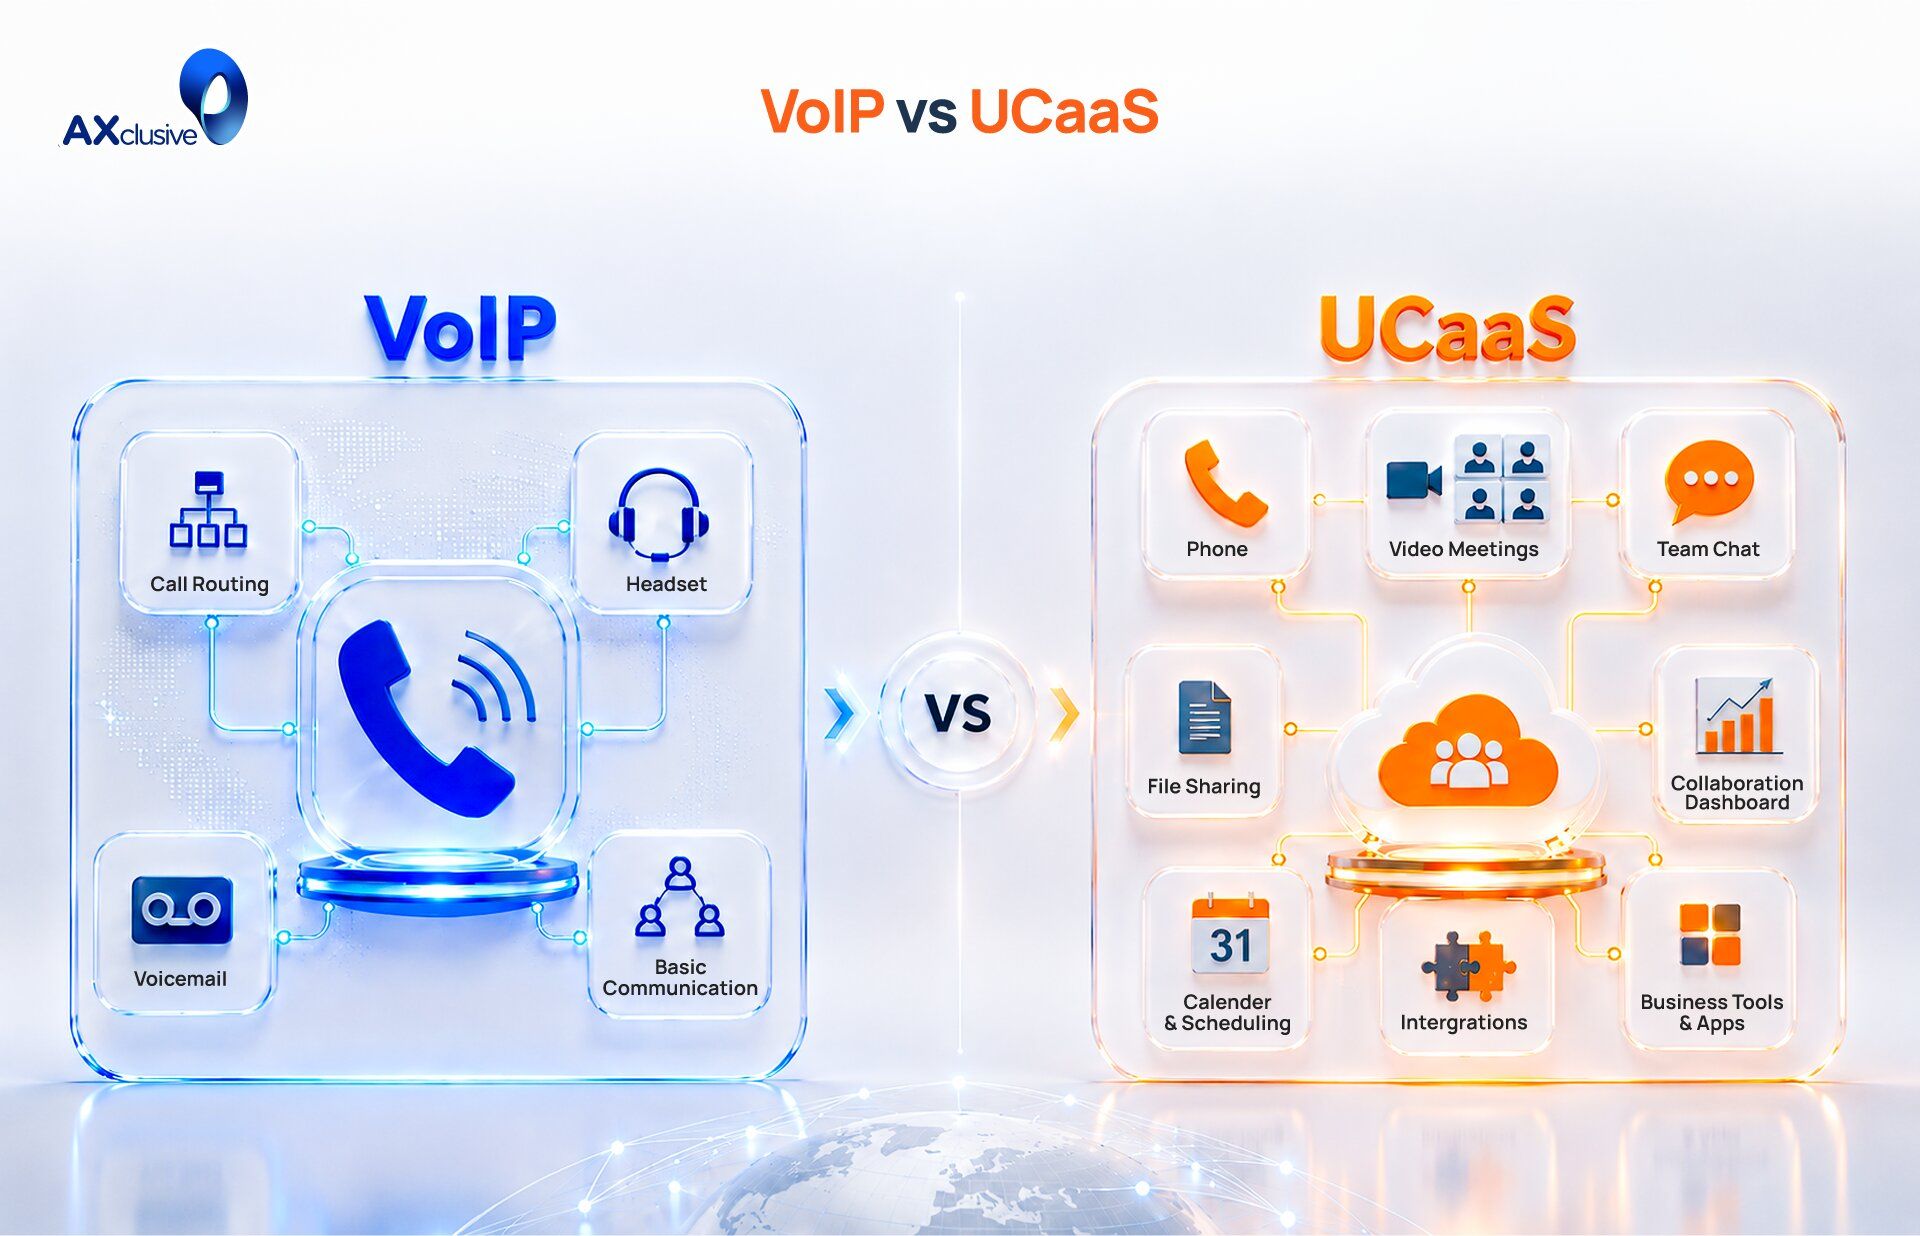 AXclusive
VoIP vs UCaaS
VoIP
Call Routing
Headset
Voicemail
Basic
Communication
VS
UCaaS
Phone
Video Meetings
Team Chat
File Sharing
Collaboration
Dashboard
31
Calender
& Scheduling
Intergrations
Business Tools
& Apps